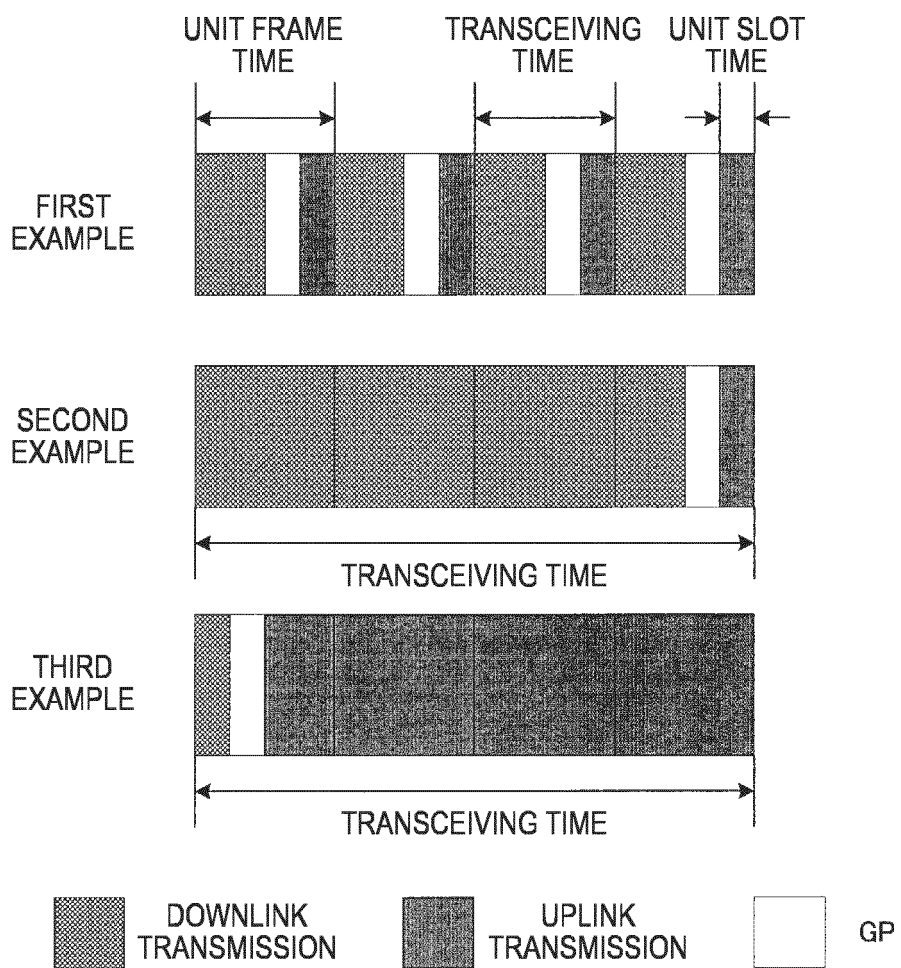 UNIT FRAME
TIME
TRANSCEIVING
TIME
UNIT SLOT
TIME
FIRST
EXAMPLE
SECOND
EXAMPLE
TRANSCEIVING TIME
THIRD
EXAMPLE
TRANSCEIVING TIME
DOWNLINK
TRANSMISSION
UPLINK
TRANSMISSION
GP